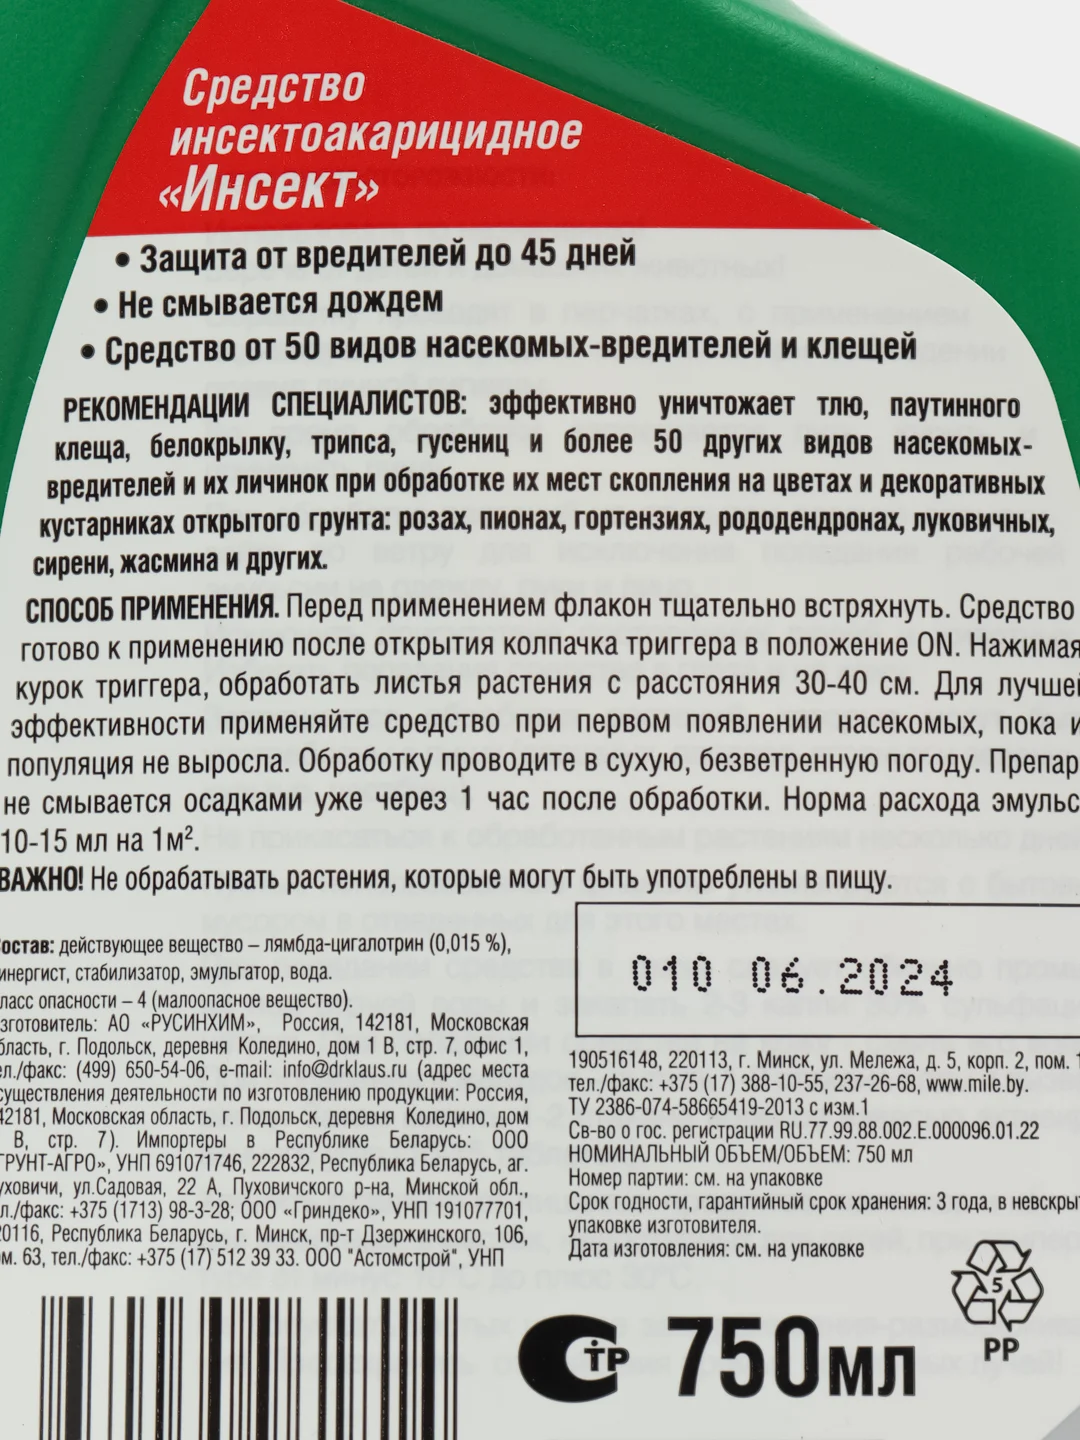 Средство
инсектоакарицидное
«Инсект»
• Защита от вредителей до 45 дней
• Не смывается дождем
• Средство от 50 видов насекомых-вредителей и клещей
РЕКОМЕНДАЦИИ СПЕЦИАЛИСТОВ: эффективно уничтожает тлю, паутинного
клеща, белокрылку, трипса, гусениц и более 50 других видов насекомых-
вредителей и их личинок при обработке их мест скопления на цветах и декоративных
кустарниках открытого грунта: розах, пионах, гортензиях, рододендронах, луковичных,
сирени, жасмина и других.
СПОСОБ ПРИМЕНЕНИЯ. Перед применением флакон тщательно встряхнуть. Средство
готово к применению после открытия колпачка триггера в положение ON. Нажимая
курок триггера, обработать листья растения с расстояния 30-40 см. Для лучшей
эффективности применяйте средство при первом появлении насекомых, пока и
популяция не выросла. Обработку проводите в сухую, безветренную погоду. Препар
не смывается осадками уже через 1 час после обработки. Норма расхода эмульс
10-15 мл на 1м².
ВАЖНО! Не обрабатывать растения, которые могут быть употреблены в пищу.
остав: действующее вещество – лямбда-цигалотрин (0,015 %),
инергист, стабилизатор, эмульгатор, вода.
ласс опасности – 4 (малоопасное вещество).
зготовитель: АО «РУСИНХИМ», Россия, 142181, Московская
бласть, г. Подольск, деревня Коледино, дом 1 В, стр. 7, офис 1,
ел./факс: (499) 650-54-06, e-mail: info@drklaus.ru (адрес места
существления деятельности по изготовлению продукции: Россия,
42181, Московская область, г. Подольск, деревня Коледино, дом
В, стр. 7). Импортеры в Республике Беларусь: ООО
ГРУНТ-АГРО», УНП 691071746, 222832, Республика Беларусь, аг.
уховичи, ул.Садовая, 22 А, Пуховичского р-на, Минской обл.,
л./факс: +375 (1713) 98-3-28; ООО «Гриндеко», УНП 191077701,
20116, Республика Беларусь, г. Минск, пр-т Дзержинского, 106,
ом. 63, тел./факс: +375 (17) 512 39 33. ООО "Астомстрой", УНП
010 06.2024
190516148, 220113, г. Минск, ул. Мележа, д. 5, корп. 2, пом. 1
тел./факс: +375 (17) 388-10-55, 237-26-68, www.mile.by.
ТУ 2386-074-58665419-2013 с изм.1
Св-во о гос. регистрации RU.77.99.88.002.Е.000096.01.22
НОМИНАЛЬНЫЙ ОБЪЕМ/ОБЪЕМ: 750 мл
Номер партии: см. на упаковке
Срок годности, гарантийный срок хранения: 3 года, в невскрыт
упаковке изготовителя.
Дата изготовления: см. на упаковке
5
PP
СТР
750мл